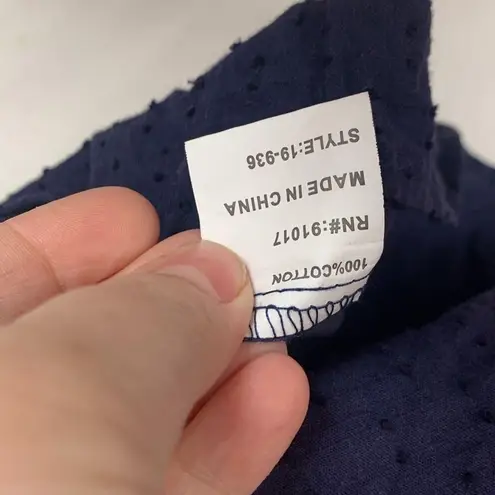 100%COTTON
RN#:91017
MADE IN CHINA
STYLE:19-936